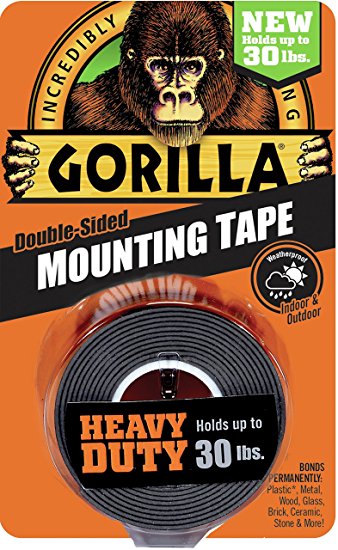 NEW
Holds up to
30 lbs.
INCREDIBLY
GORILLA
Double-Sided
MOUNTING TAPE
Weatherproof
Indoor &
Outdoor
HEAVY
DUTY
Holds up to
30 lbs.
BONDS
PERMANENTLY:
Plastic*, Metal,
Wood, Glass,
Brick, Ceramic,
Stone & More!